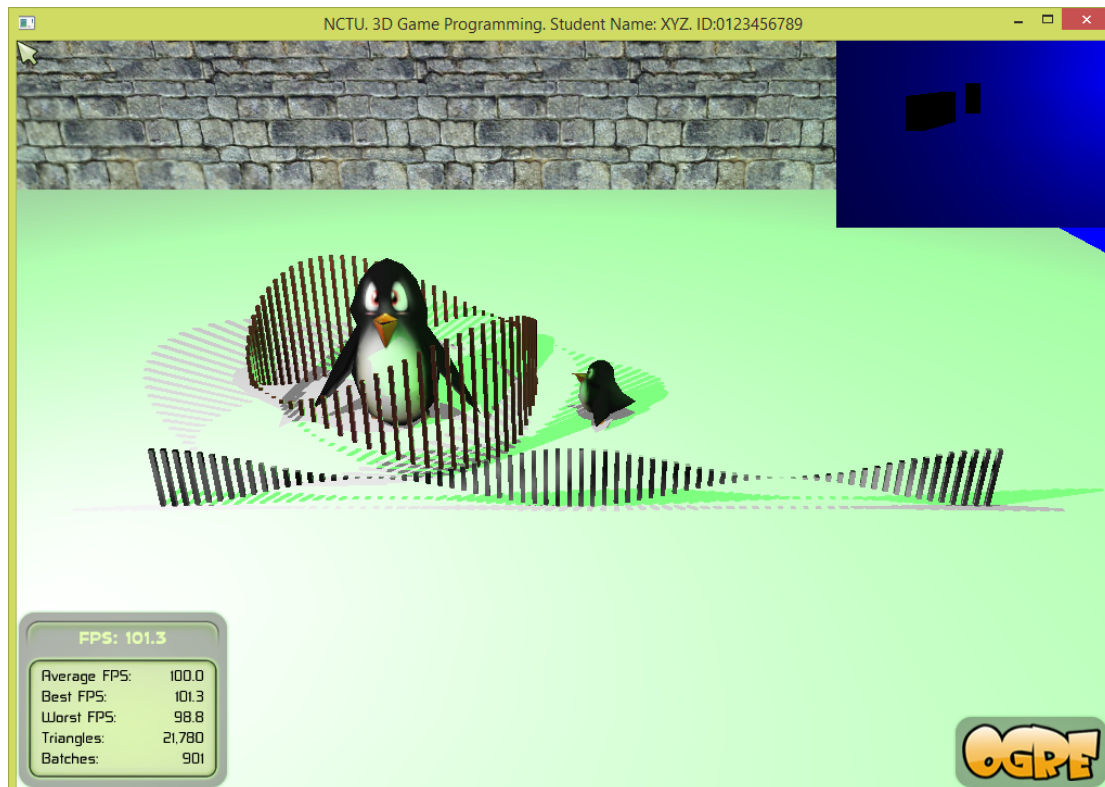 NCTU. 3D Game Programming. Student Name: XYZ. ID:0123456789
FPS: 101.3
Average FPS: 100.0
Best FPS: 101.3
Worst FPS: 98.8
Triangles: 21,780
Batches: 901
OGRE